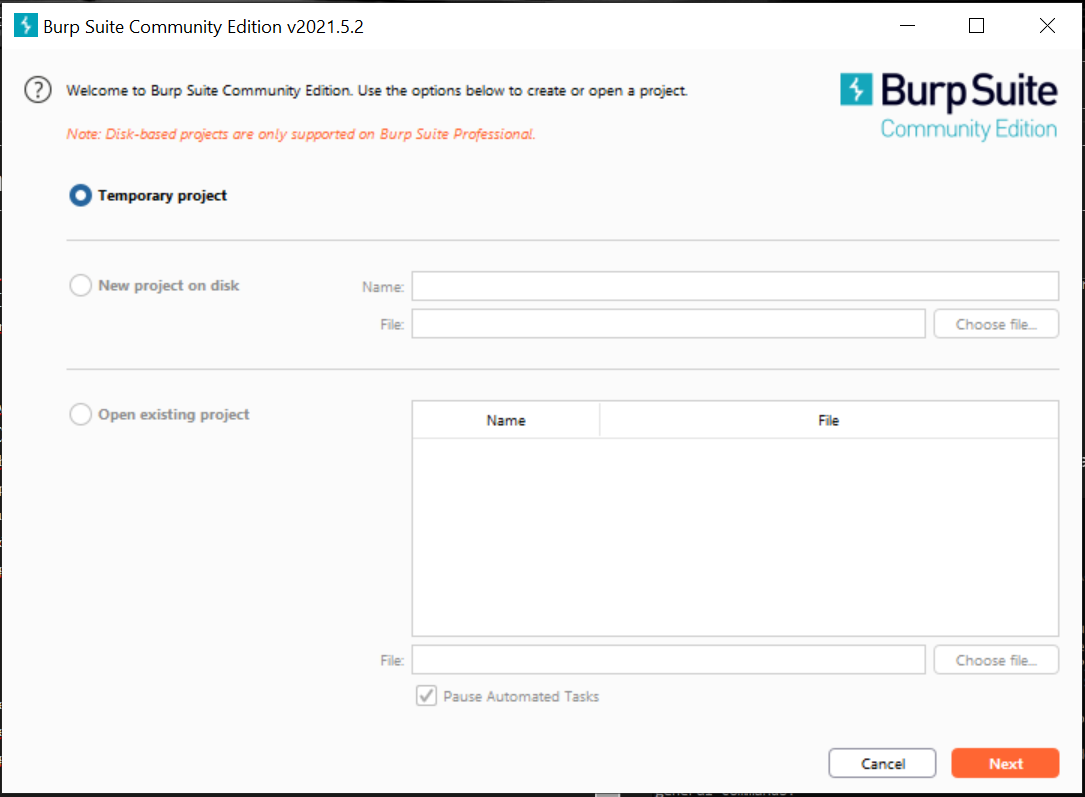 Burp Suite Community Edition v2021.5.2
Welcome to Burp Suite Community Edition. Use the options below to create or open a project.
Note: Disk-based projects are only supported on Burp Suite Professional.
Burp Suite
Community Edition
Temporary project
New project on disk
Name:
File:
Choose file...
Open existing project
Name File
File:
Choose file...
Pause Automated Tasks
Cancel
Next